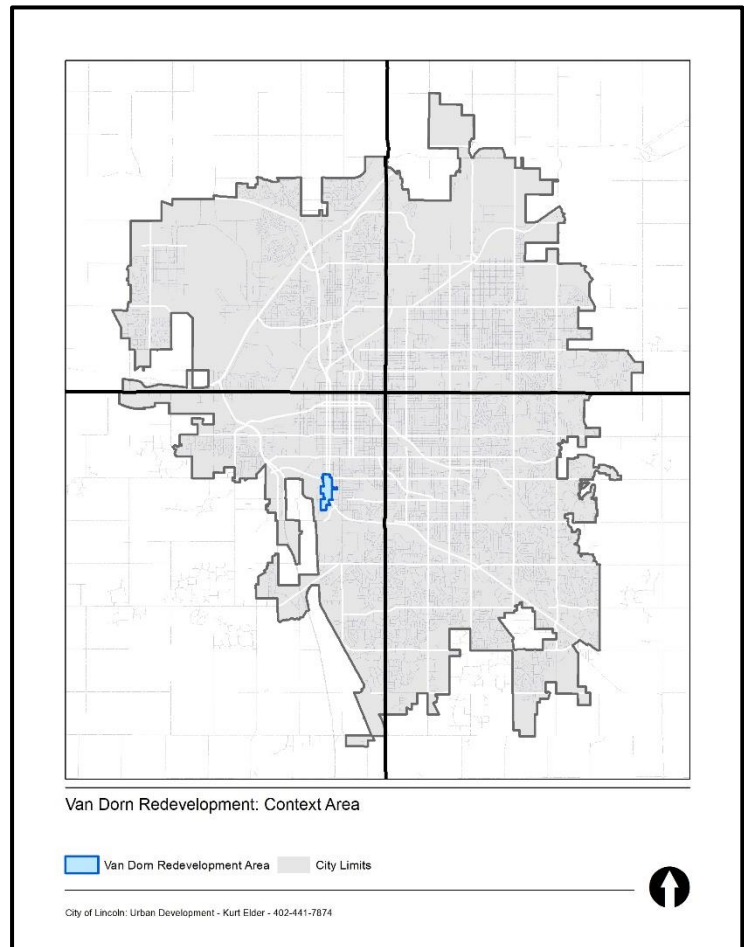 Van Dorn Redevelopment: Context Area
Van Dorn Redevelopment Area
City Limits
City of Lincoln: Urban Development - Kurt Elder - 402-441-7874